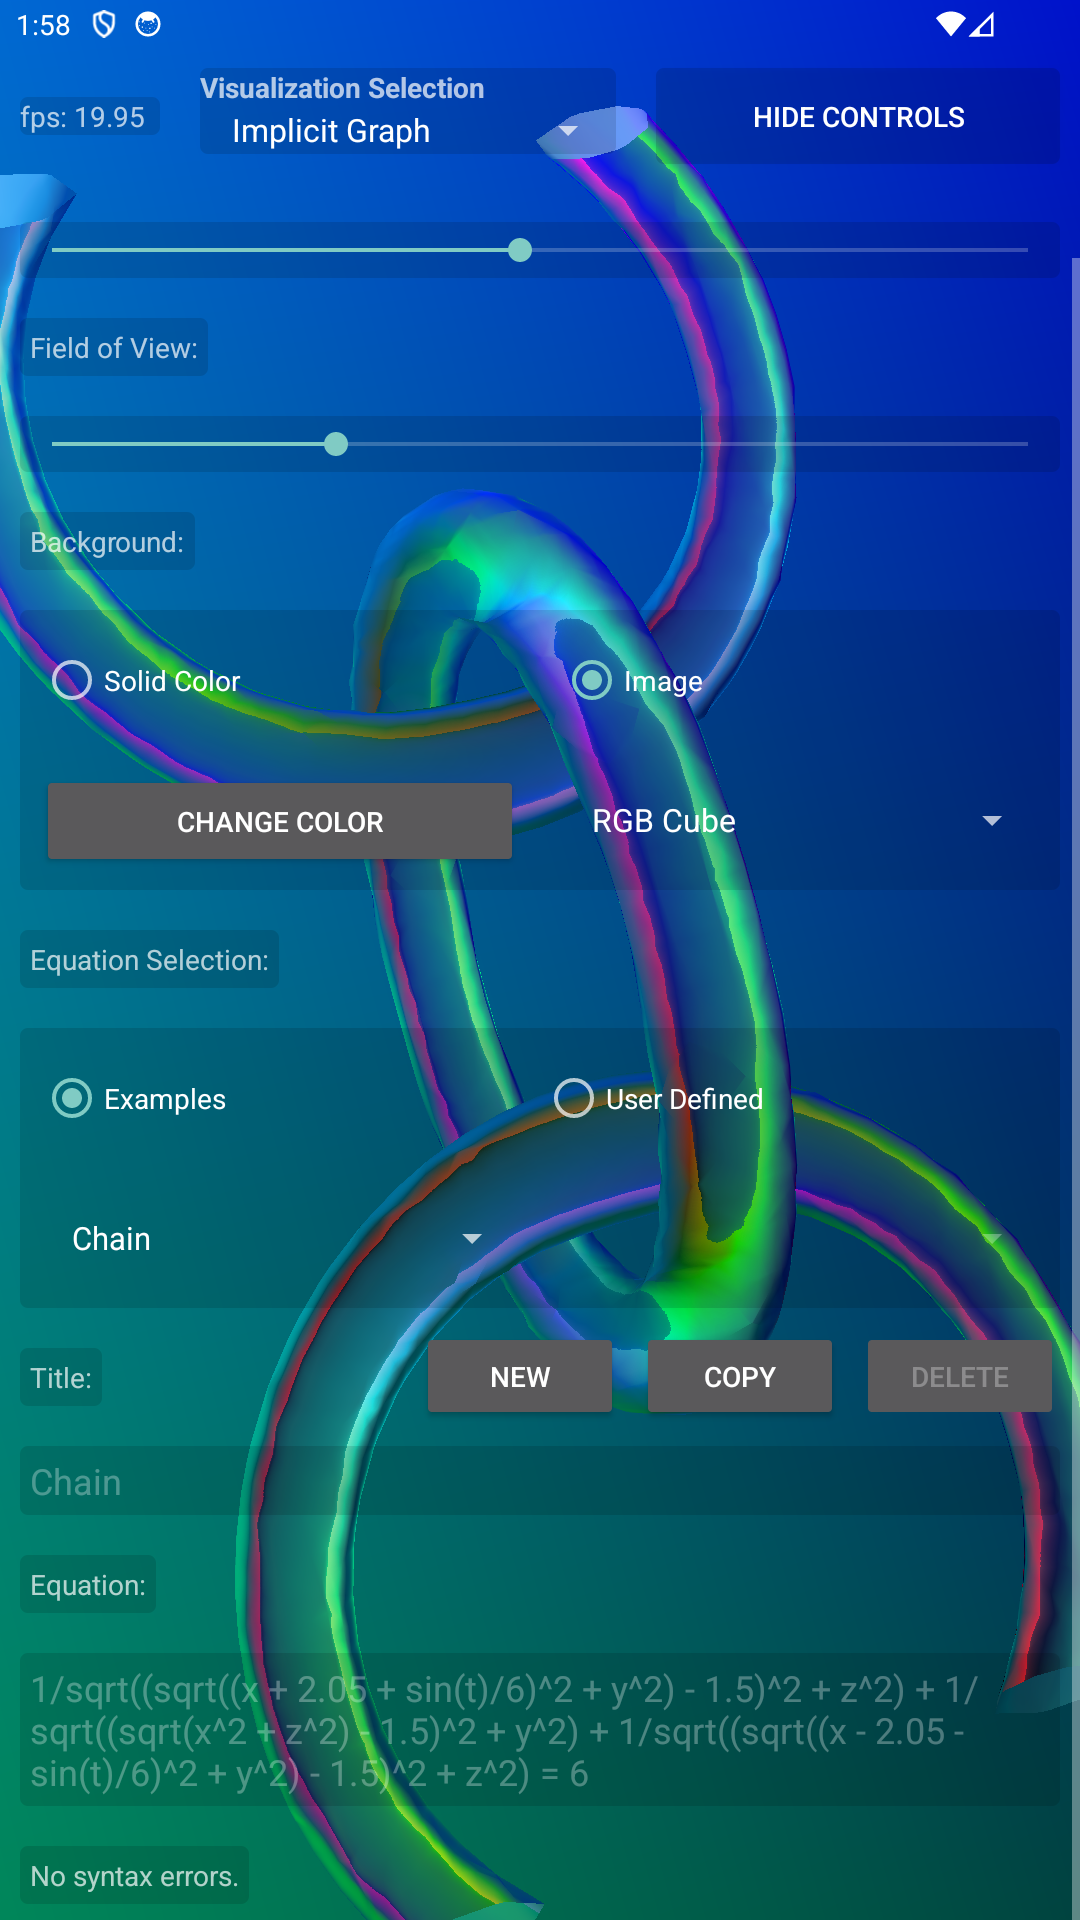 1:58
fps: 19.95
Visualization Selection
Implicit Graph
HIDE CONTROLS
Field of View:
Background:
Solid Color
Image
CHANGE COLOR
RGB Cube
Equation Selection:
Examples
User Defined
Chain
Title:
NEW
COPY
DELETE
Chain
Equation:
1/sqrt((sqrt((x + 2.05 + sin(t)/6)^2 + y^2) - 1.5)^2 + z^2) + 1/
sqrt((sqrt(x^2 + z^2) - 1.5)^2 + y^2) + 1/sqrt((sqrt((x - 2.05 -
sin(t)/6)^2 + y^2) - 1.5)^2 + z^2) = 6
No syntax errors.